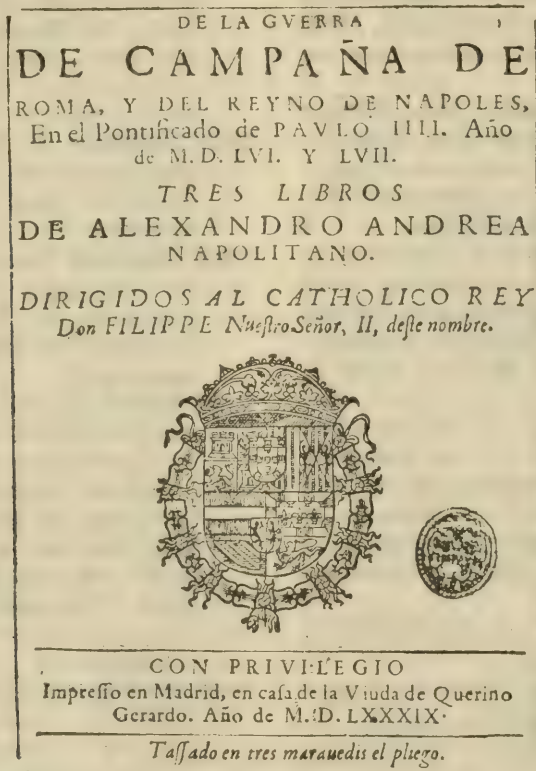 DE LA GVERRA
DE CAMPAÑA DE
ROMA, Y DEL REYNO DE NAPOLES,
En el Pontificado de PAVLO IIII. Año
de M. D. LVI. Y LVII.
TRES LIBROS
DE ALEXANDRO ANDREA
NAPOLITANO.
DIRIGIDOS AL CATHOLICO REY
Don FILIPPE Nueſtro Señor, II, deſte nombre.
CON PRIVILEGIO
Impreſſo en Madrid, en caſa de la Viuda de Querino
Gerardo. Año de M. D. LXXXIX.
Taſſado en tres marauedis el pliego.